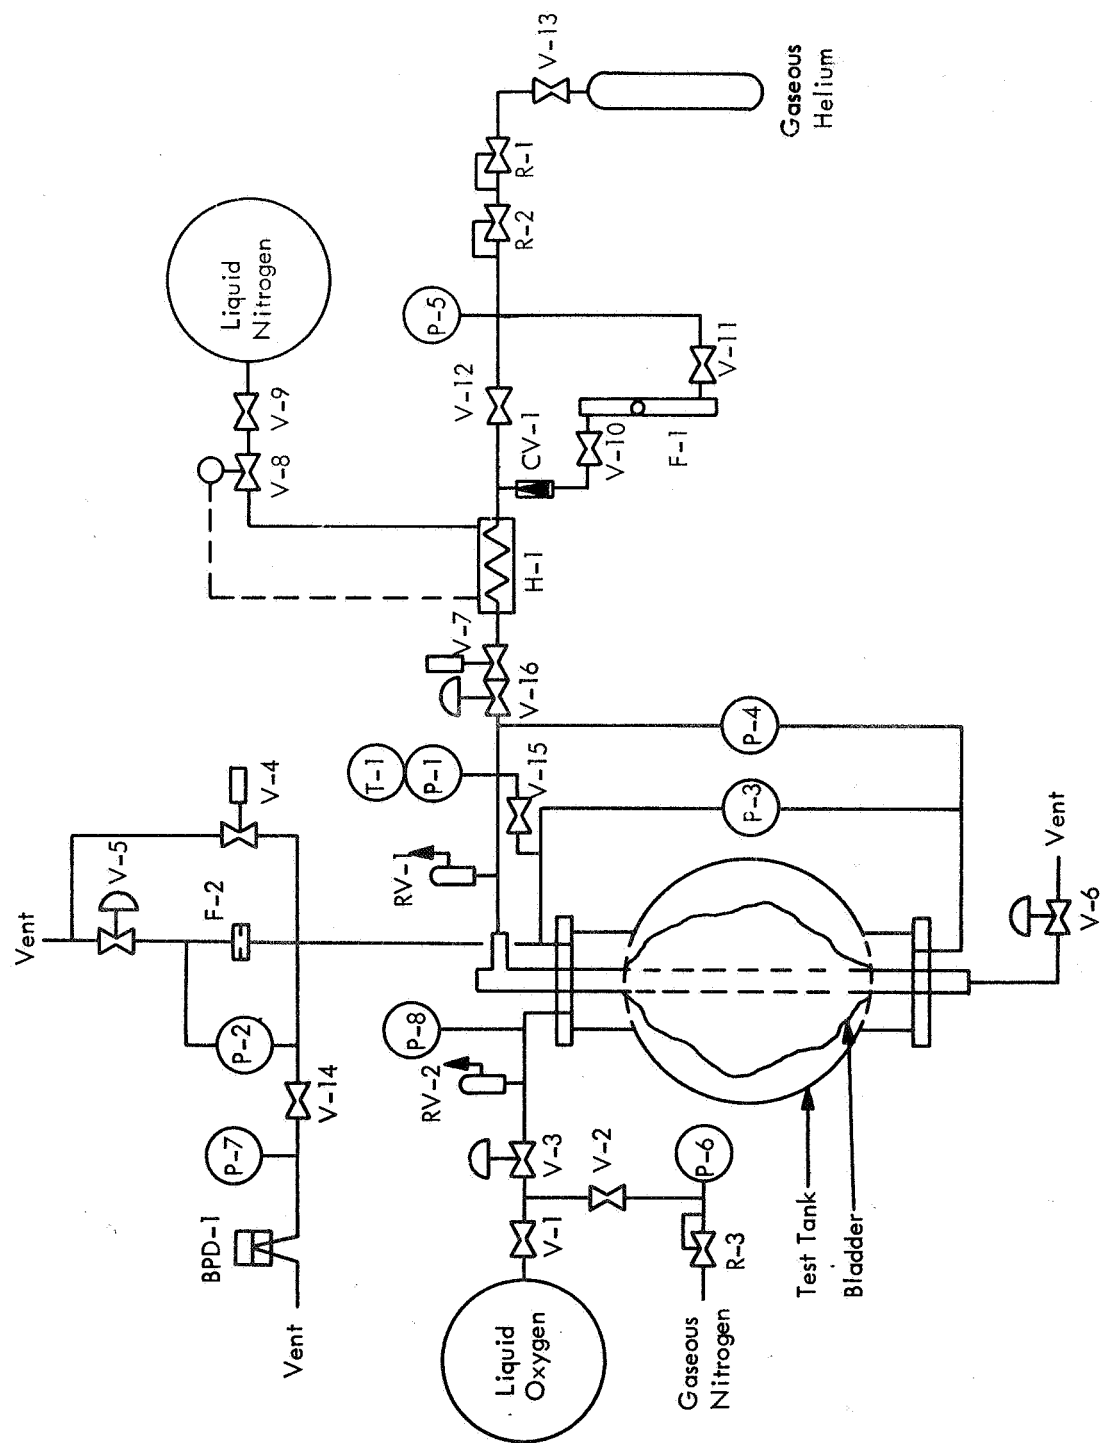 Vent
BPD-1
P-7
V-14
P-2
F-2
V-5
V-4
Vent
Liquid
Nitrogen
V-9
V-8
Liquid
Oxygen
V-1
V-3
RV-2
P-8
RV-1
T-1
P-1
V-15
V-16
V-7
H-1
CV-1
V-12
P-5
R-2
R-1
V-13
Gaseous
Helium
V-10
F-1
V-11
V-2
P-6
R-3
Gaseous
Nitrogen
P-3
P-4
Test Tank
Bladder
V-6
Vent